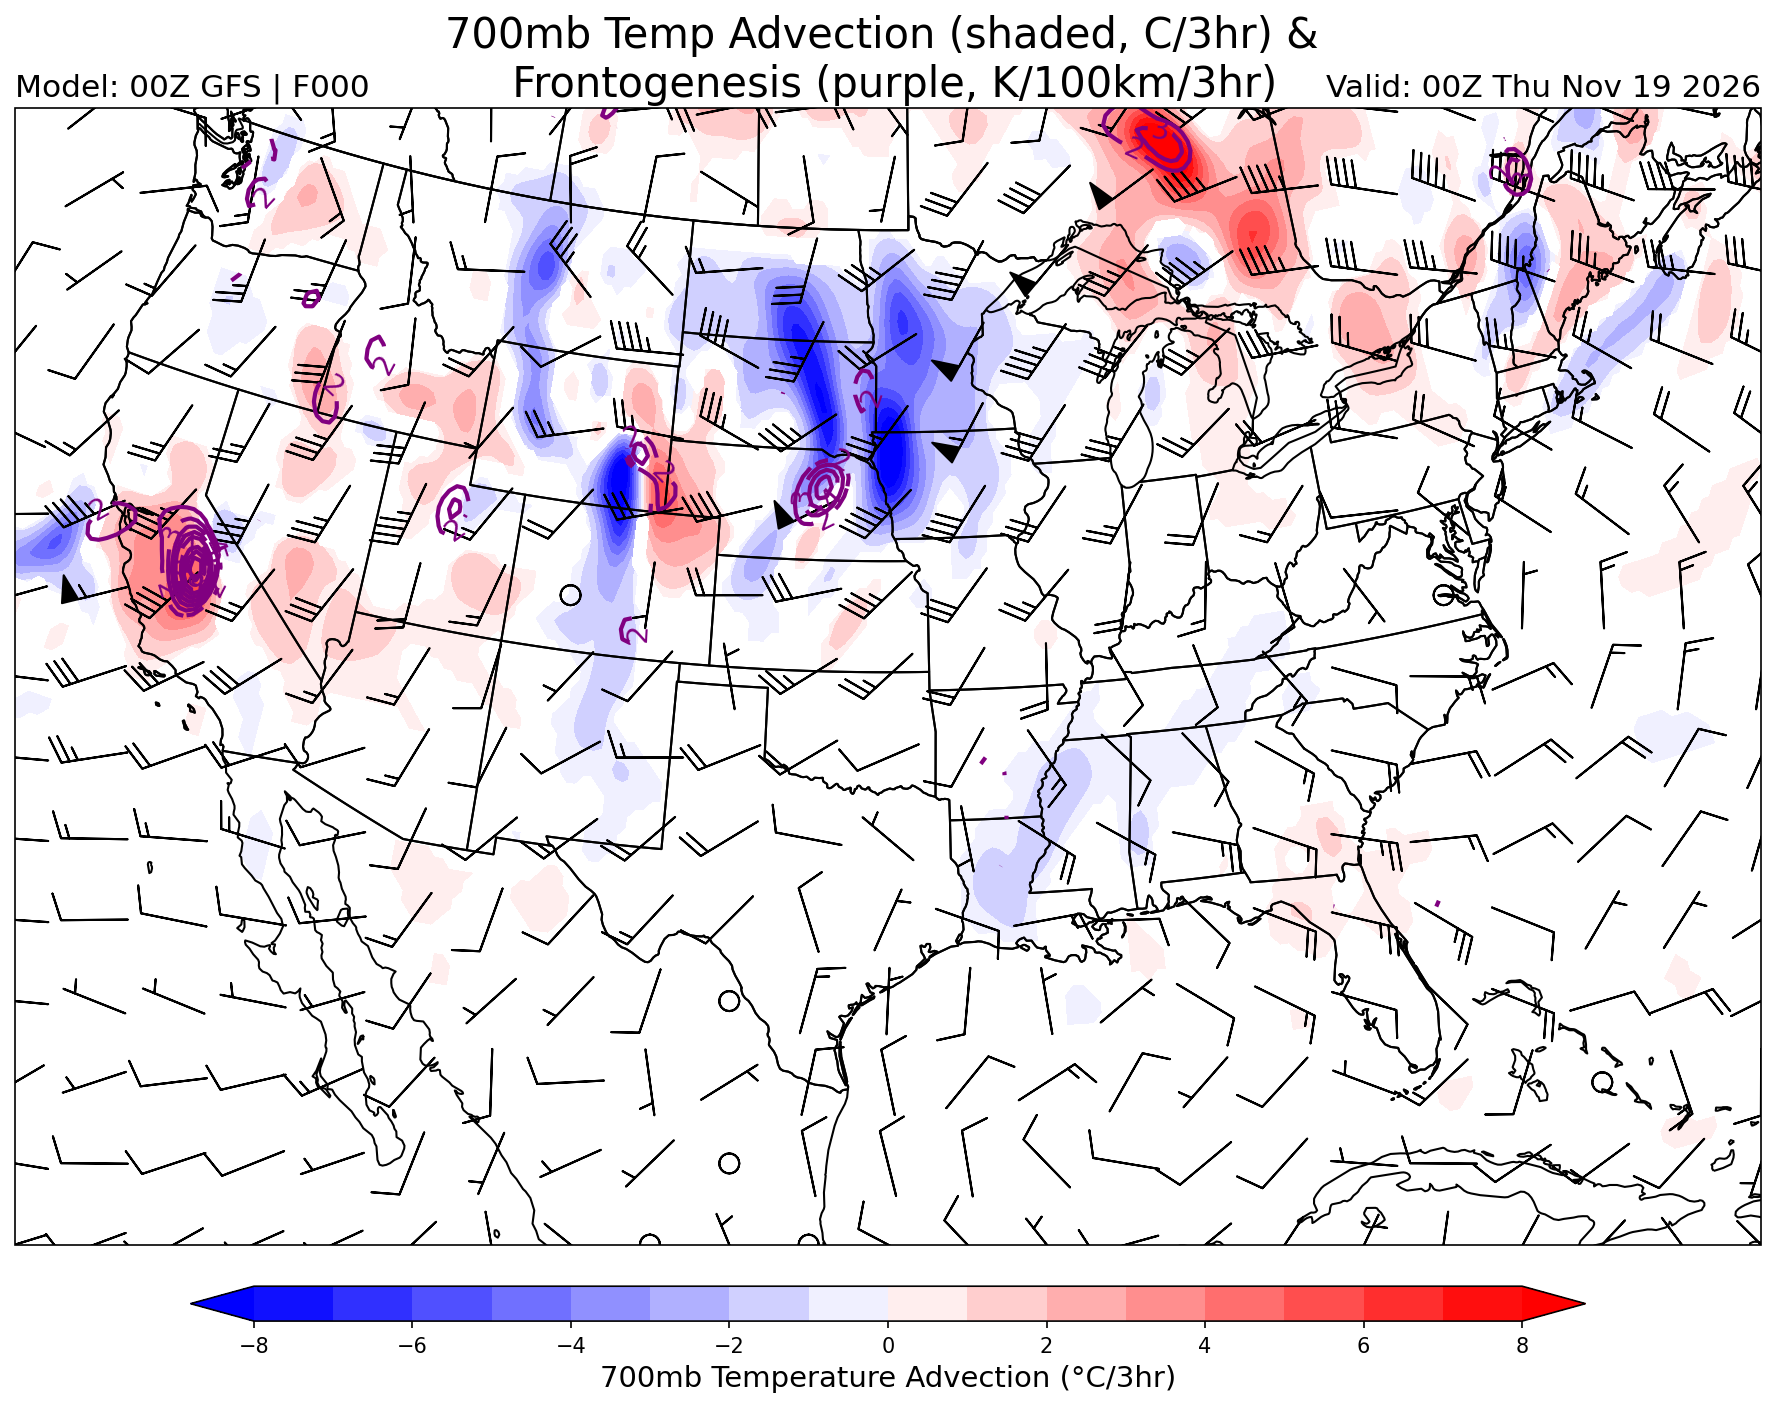 700mb Temp Advection (shaded, C/3hr) &
Model: 00Z GFS | F000
Frontogenesis (purple, K/100km/3hr)
Valid: 00Z Thu Nov 19 2026
−8 −6 −4 −2 0 2 4 6 8
700mb Temperature Advection (°C/3hr)